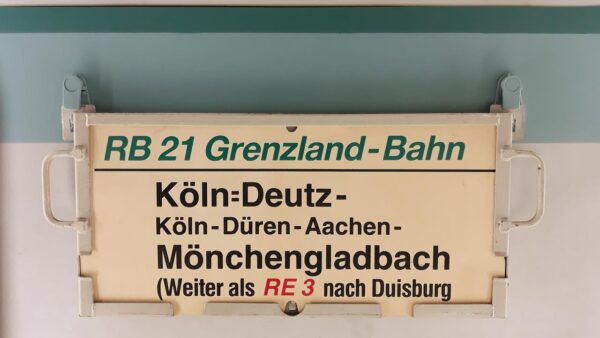 RB 21 Grenzland-Bahn
Köln=Deutz-
Köln-Düren-Aachen-
Mönchengladbach
(Weiter als RE 3 nach Duisburg